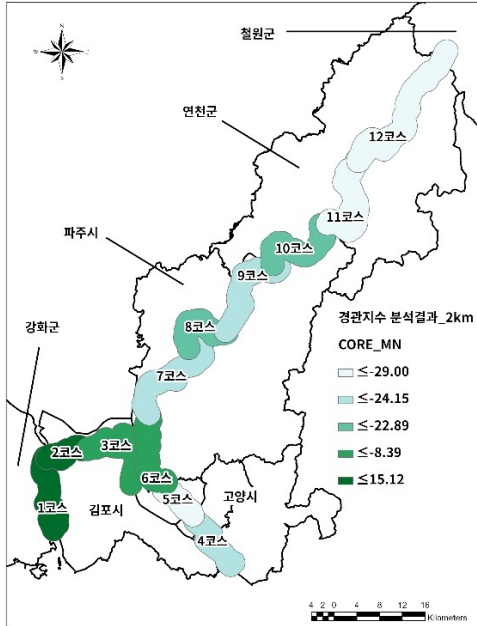 철원군
N
W
E
S
연천군
12코스
11코스
10코스
파주시
9코스
8코스
경관지수 분석결과_2km
강화군
CORE_MN
7코스
≤-29.00
≤-24.15
≤-22.89
3코스
2코스
≤-8.39
6코스
≤15.12
5코스
고양시
1코스
김포시
4코스
4 2 0 4 8 12 16
Kilometers